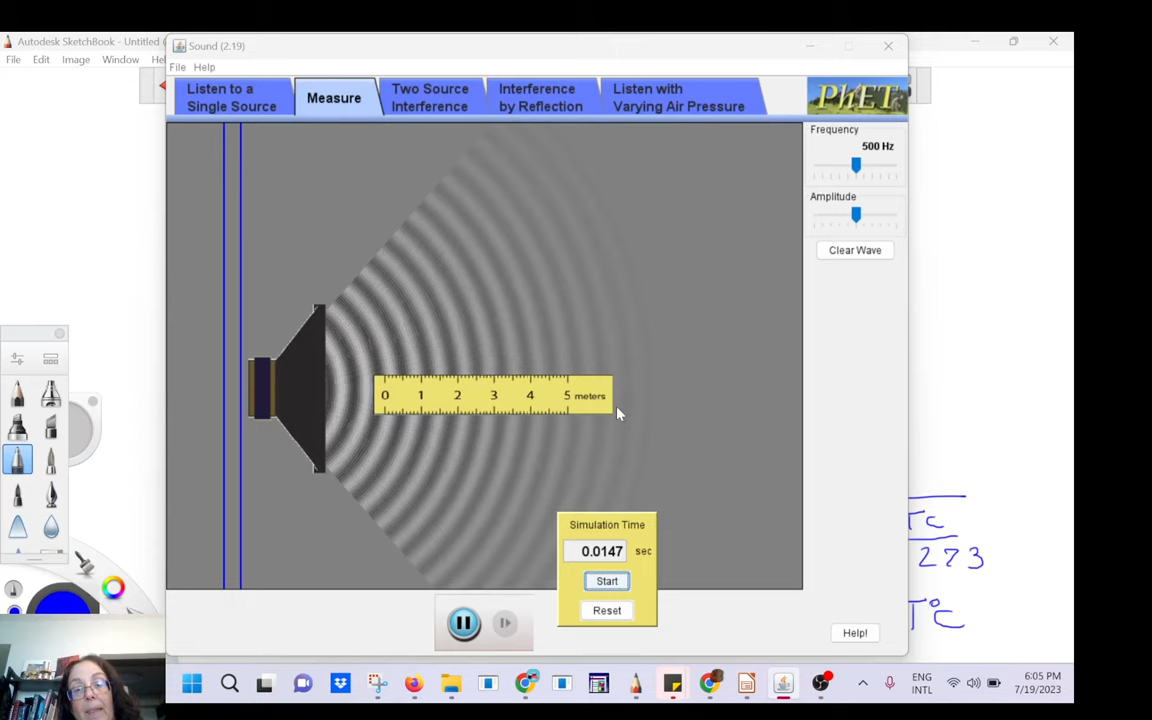 Autodesk SketchBook - Untitled (
File Edit Image Window Hel
Sound (2.19)
File Help
Listen to a
Single Source
Measure
Two Source
Interference
Interference
by Reflection
Listen with
Varying Air Pressure
PhET
Frequency
500 Hz
Amplitude
Clear Wave
0 1 2 3 4 5 meters
Simulation Time
0.0147 sec
Start
Reset
Help!
Tc
273
T°C
ENG
INTL
6:05 PM
7/19/2023